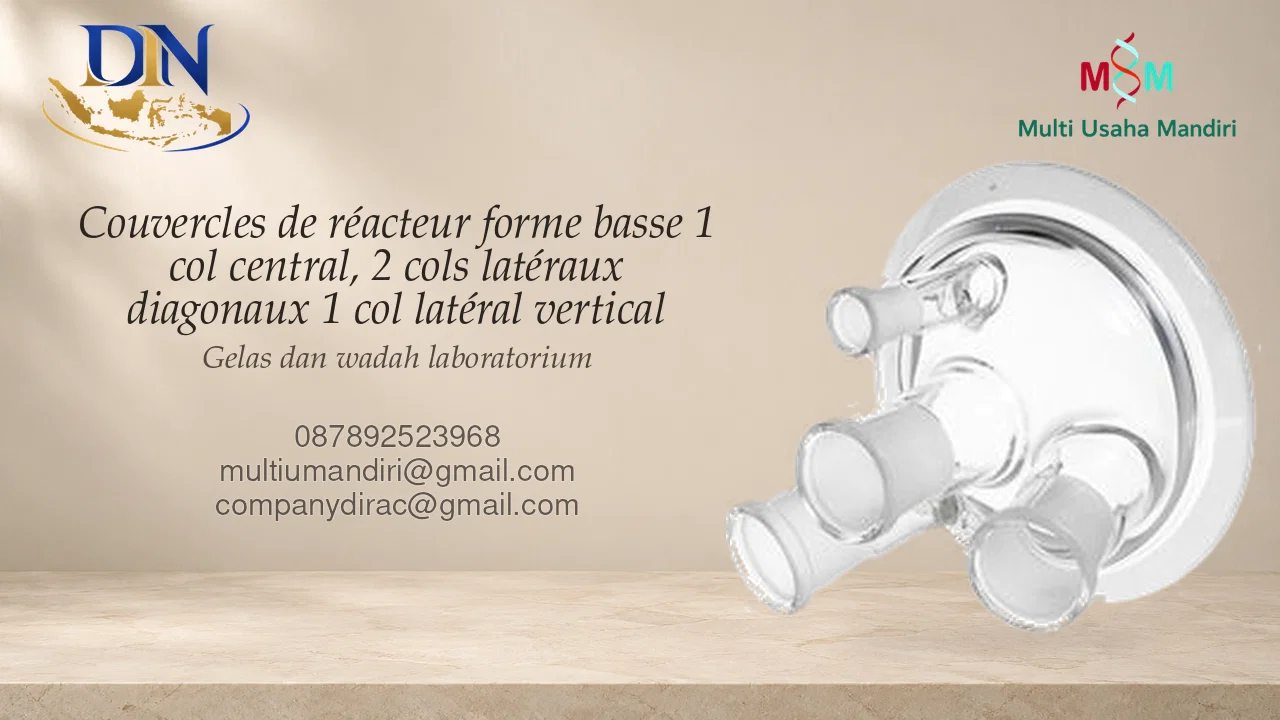 DN
M M
Multi Usaha Mandiri
Couvercles de réacteur forme basse 1
col central, 2 cols latéraux
diagonaux 1 col latéral vertical
Gelas dan wadah laboratorium
087892523968
multiumandiri@gmail.com
companydirac@gmail.com